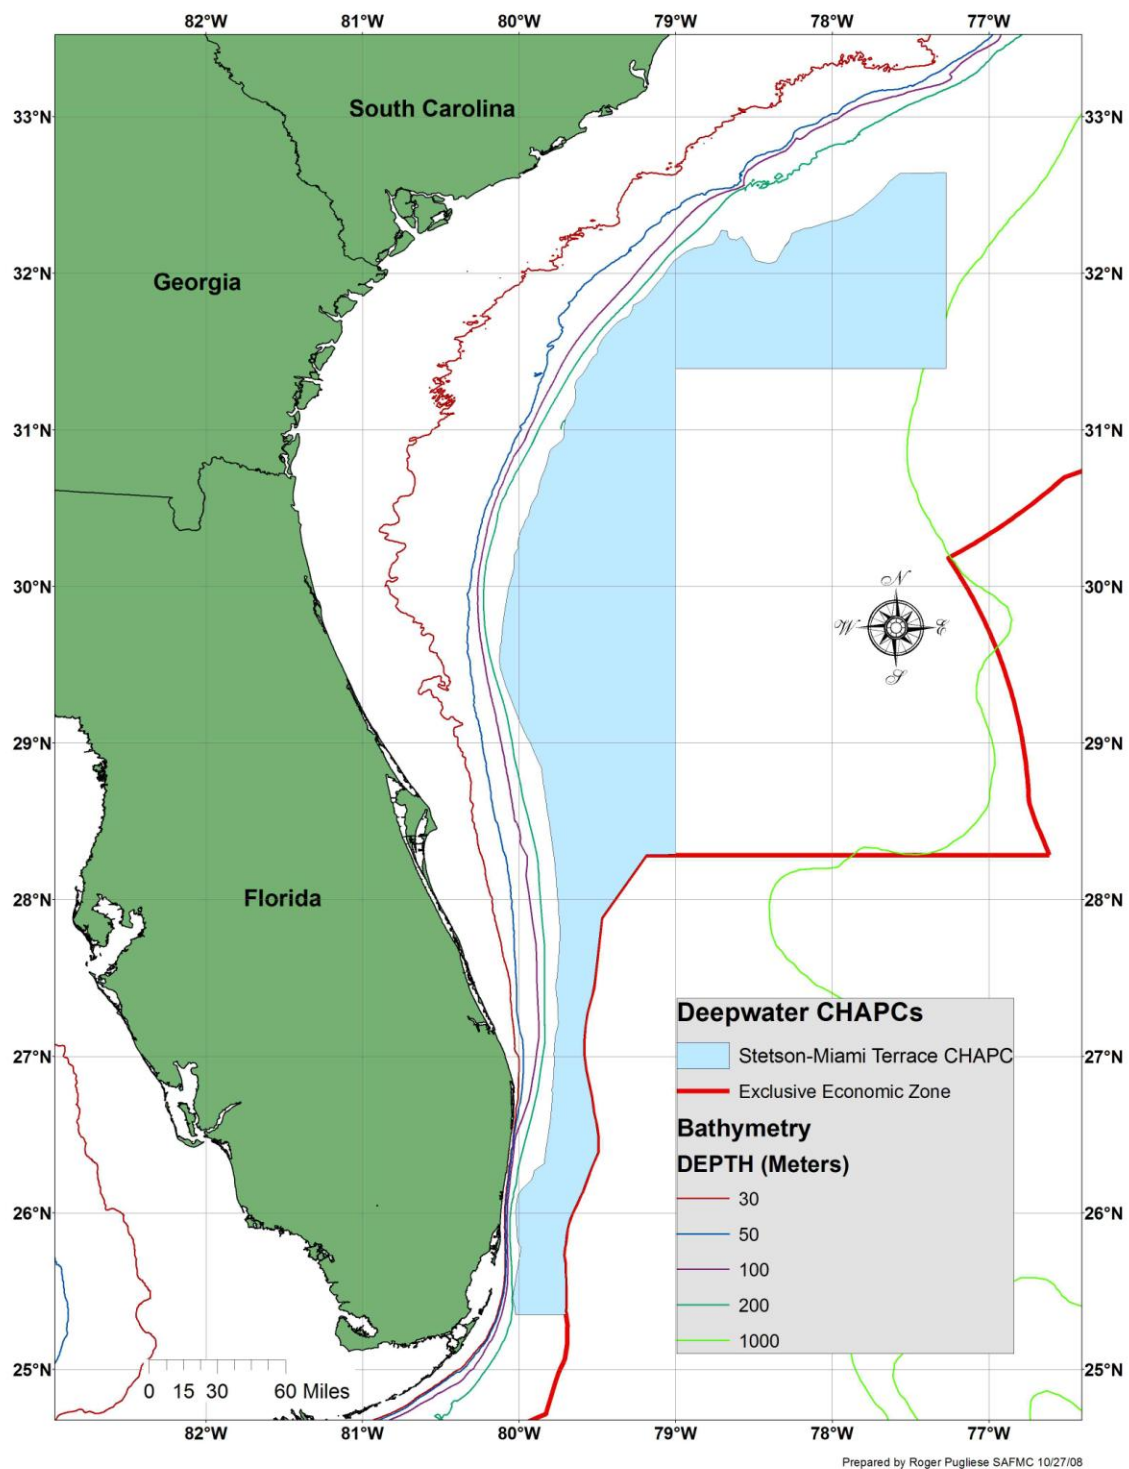 82°W 81°W 80°W 79°W 78°W 77°W
33°N South Carolina 33°N
32°N Georgia 32°N
31°N 31°N
30°N 30°N
N
W E
S
29°N 29°N
28°N Florida 28°N
27°N 27°N
26°N 26°N
25°N 25°N
Deepwater CHAPCs
Stetson-Miami Terrace CHAPC
Exclusive Economic Zone
Bathymetry
DEPTH (Meters)
30
50
100
200
1000
0 15 30 60 Miles
82°W 81°W 80°W 79°W 78°W 77°W
Prepared by Roger Pugliese SAFMC 10/27/08